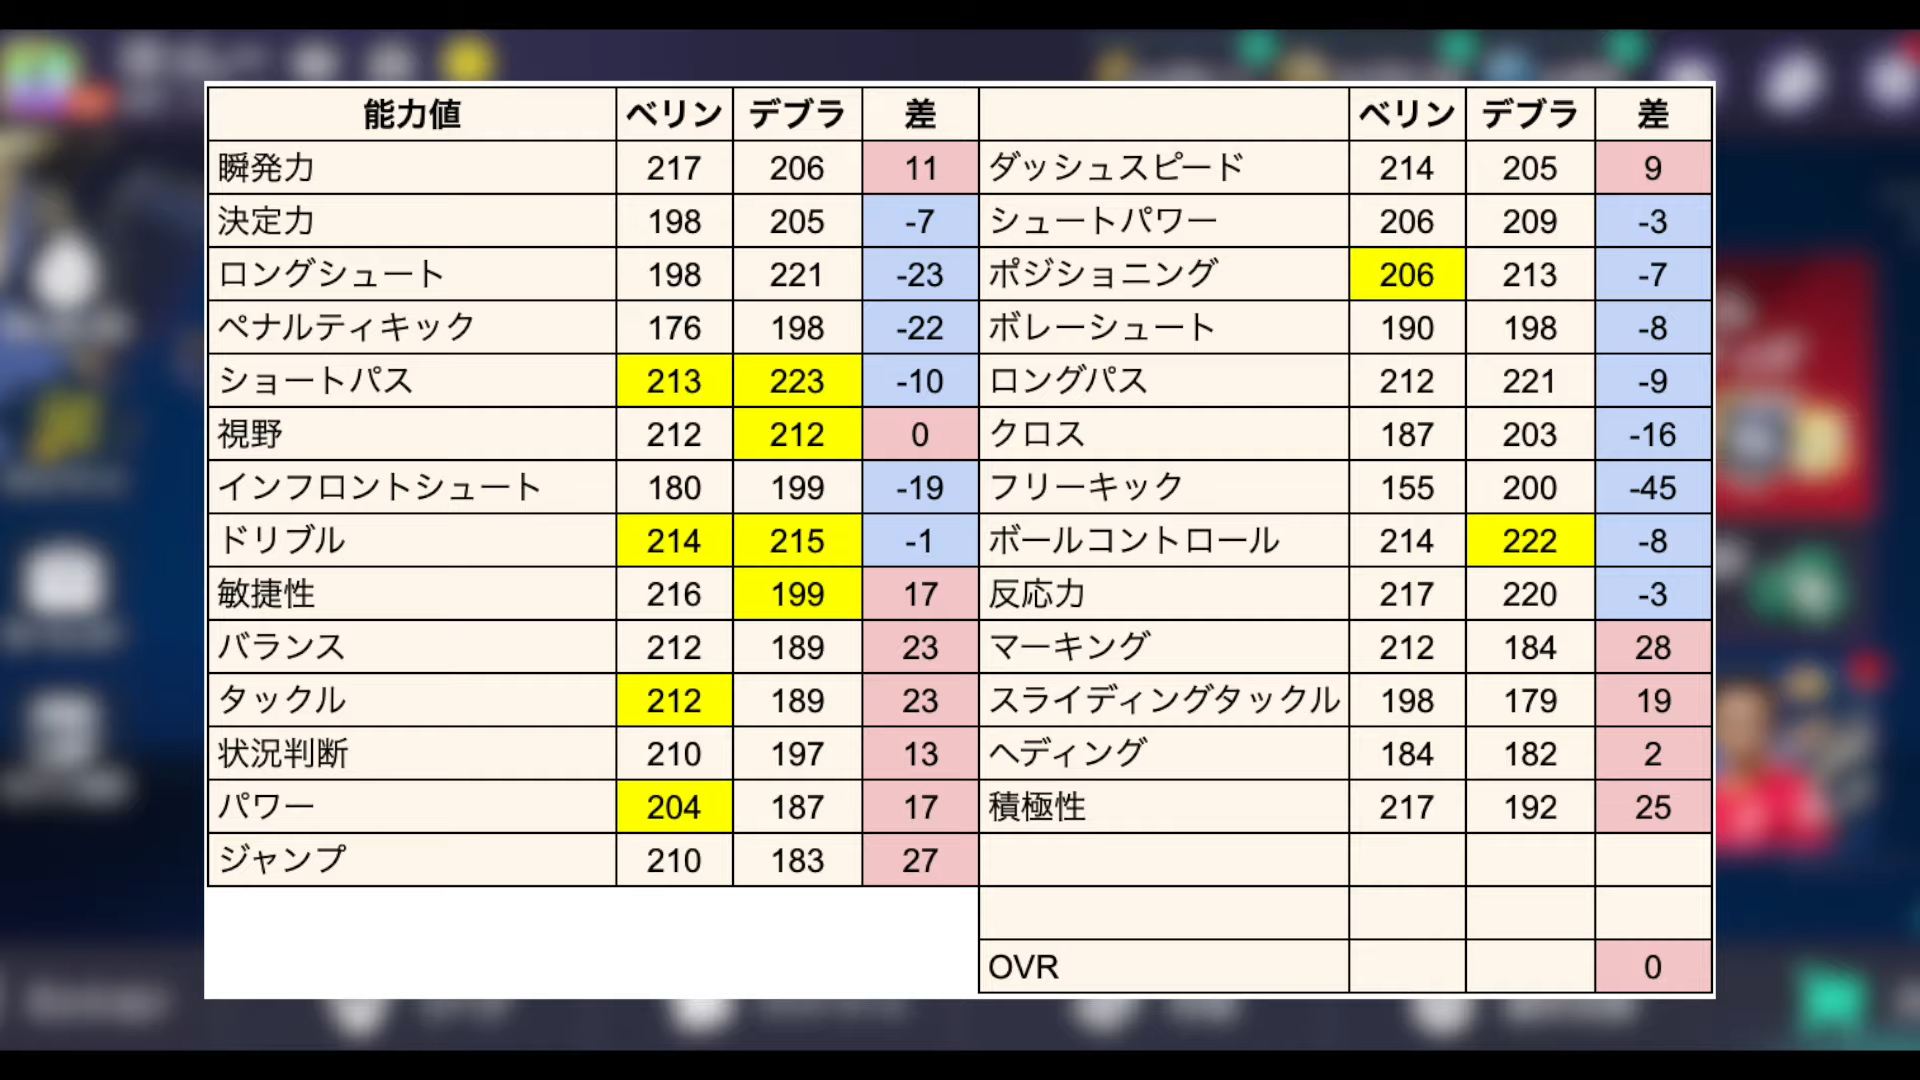 能力値 ベリン デブラ 差 ベリン デブラ 差
瞬発力 217 206 11 ダッシュスピード 214 205 9
決定力 198 205 -7 シュートパワー 206 209 -3
ロングシュート 198 221 -23 ポジショニング 206 213 -7
ペナルティキック 176 198 -22 ボレーシュート 190 198 -8
ショートパス 213 223 -10 ロングパス 212 221 -9
視野 212 212 0 クロス 187 203 -16
インフロントシュート 180 199 -19 フリーキック 155 200 -45
ドリブル 214 215 -1 ボールコントロール 214 222 -8
敏捷性 216 199 17 反応力 217 220 -3
バランス 212 189 23 マーキング 212 184 28
タックル 212 189 23 スライディングタックル 198 179 19
状況判断 210 197 13 ヘディング 184 182 2
パワー 204 187 17 積極性 217 192 25
ジャンプ 210 183 27
OVR 0